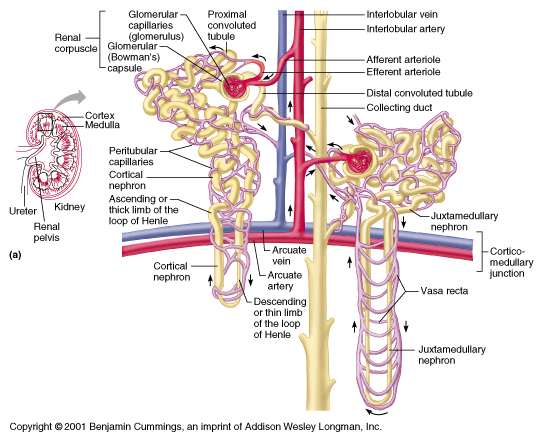 Renal
corpuscle
Glomerular
capillaries
(glomerulus)
Glomerular
(Bowman's)
capsule
Proximal
convoluted
tubule
Interlobular vein
Interlobular artery
Afferent arteriole
Efferent arteriole
Distal convoluted tubule
Collecting duct
Cortex
Medulla
Ureter
Kidney
Renal
pelvis
(a)
Peritubular
capillaries
Cortical
nephron
Ascending or
thick limb of the
loop of Henle
Cortical
nephron
Arcuate
vein
Arcuate
artery
Descending
or thin limb
of the loop
of Henle
Juxtamedullary
nephron
Cortico-
medullary
junction
Vasa recta
Juxtamedullary
nephron
Copyright © 2001 Benjamin Cummings, an imprint of Addison Wesley Longman, Inc.